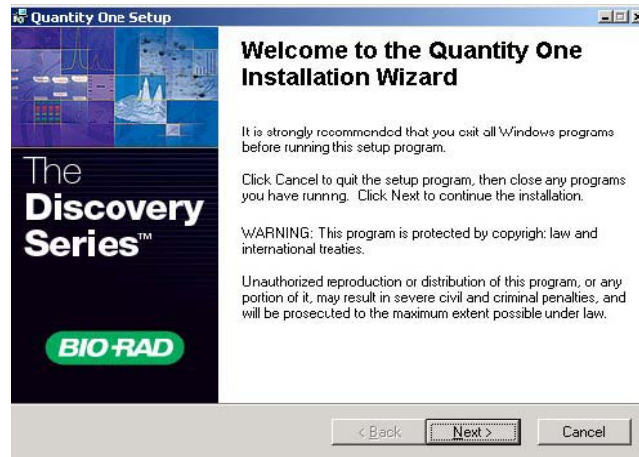 Quantity One Setup
Welcome to the Quantity One
Installation Wizard
It is strongly recommended that you exit all Windows programs
before running this setup program.
Click Cancel to quit the setup program, then close any programs
you have running. Click Next to continue the installation.
WARNING: This program is protected by copyright law and
international treaties.
Unauthorized reproduction or distribution of this program, or any
portion of it, may result in severe civil and criminal penalties, and
will be prosecuted to the maximum extent possible under law.
The
Discovery
Series™
BIO-RAD
< Back
Next >
Cancel